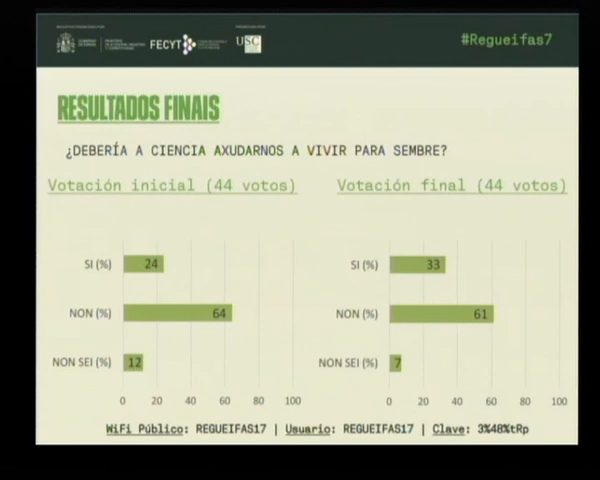 FECYT
USC
#Regueifas7
RESULTADOS FINAIS
¿DEBERÍA A CIENCIA AXUDARNOS A VIVIR PARA SEMBRE?
Votación inicial (44 votos)
Votación final (44 votos)
SI (%) 24
NON (%) 64
NON SEI (%) 12
0 20 40 60 80 100
SI (%) 33
NON (%) 61
NON SEI (%) 7
0 20 40 60 80 100
WiFi Público: REGUEIFAS17 | Usuario: REGUEIFAS17 | Clave: 3%48%tRp